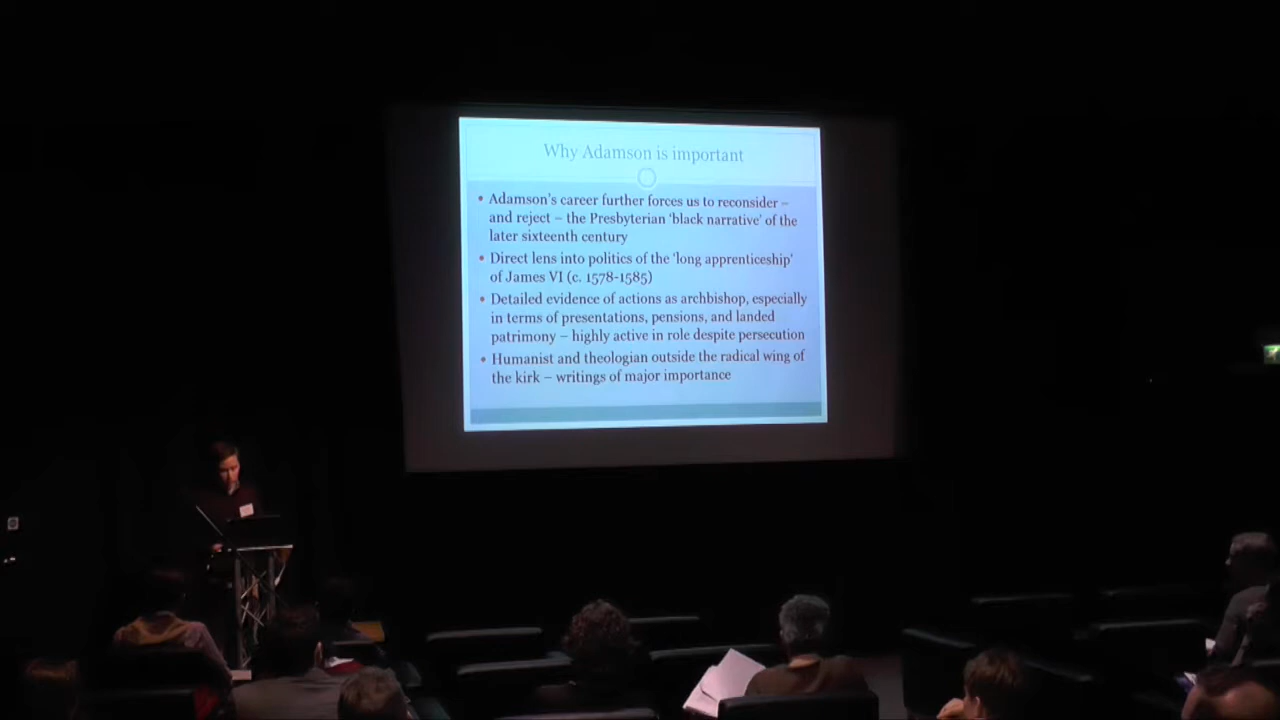 Why Adamson is important
• Adamson's career further forces us to reconsider –
and reject – the Presbyterian 'black narrative' of the
later sixteenth century
• Direct lens into politics of the 'long apprenticeship'
of James VI (c. 1578-1585)
• Detailed evidence of actions as archbishop, especially
in terms of presentations, pensions, and landed
patrimony – highly active in role despite persecution
• Humanist and theologian outside the radical wing of
the kirk – writings of major importance